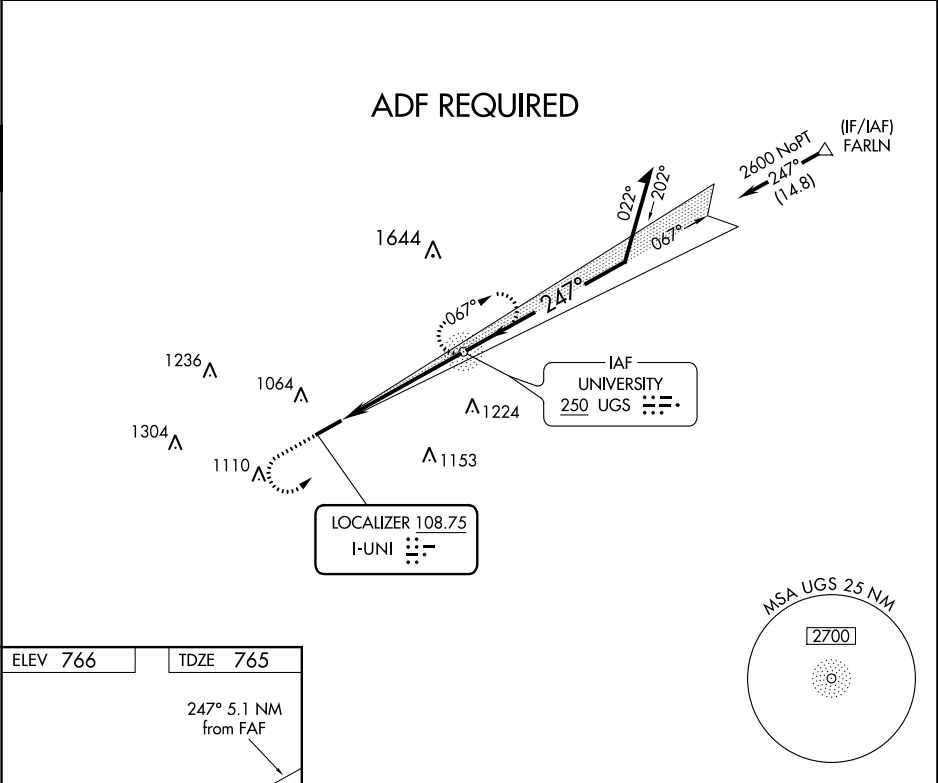 ADF REQUIRED
(IF/IAF)
FARLN
2600 NoPT
247°
(14.8)
022°
202°
067°
1644
067°
247°
1236
1064
IAF
UNIVERSITY
250 UGS
1224
1304
1110
1153
LOCALIZER 108.75
I-UNI
MSA UGS 25 NM
2700
ELEV 766
TDZE 765
247° 5.1 NM
from FAF